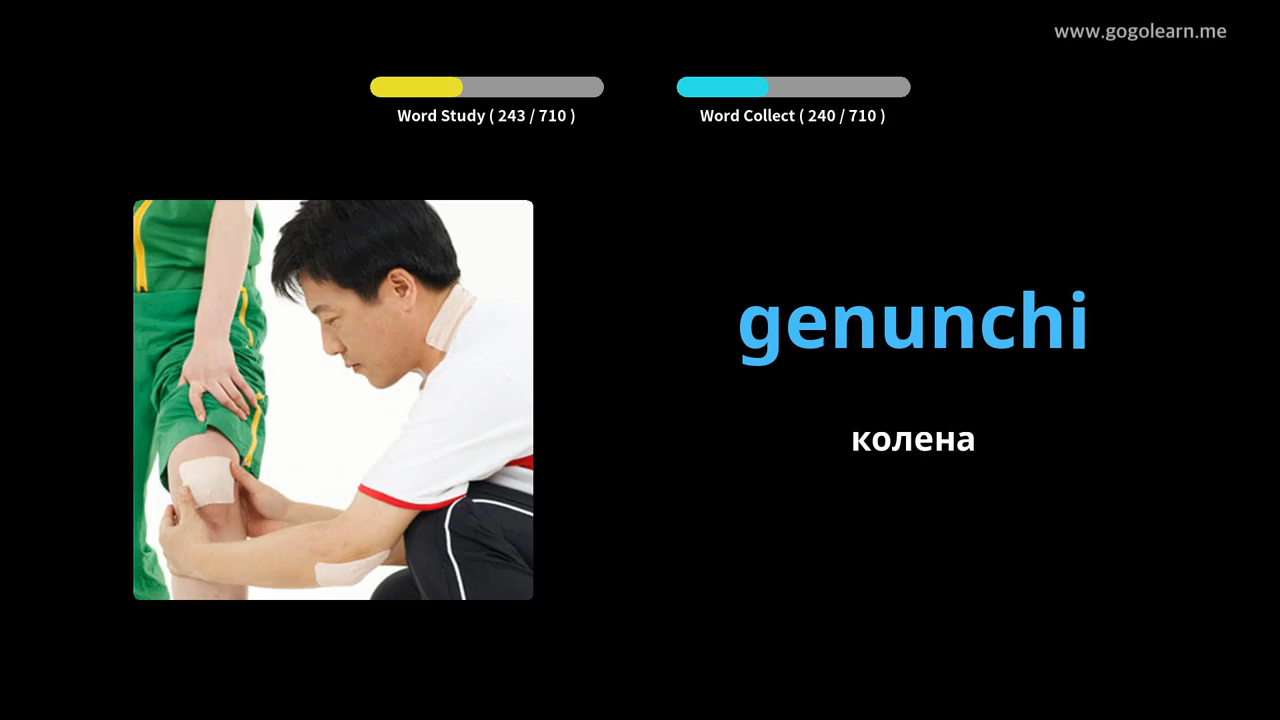 www.gogolearn.me
Word Study ( 243 / 710 )
Word Collect ( 240 / 710 )
genunchi
колена